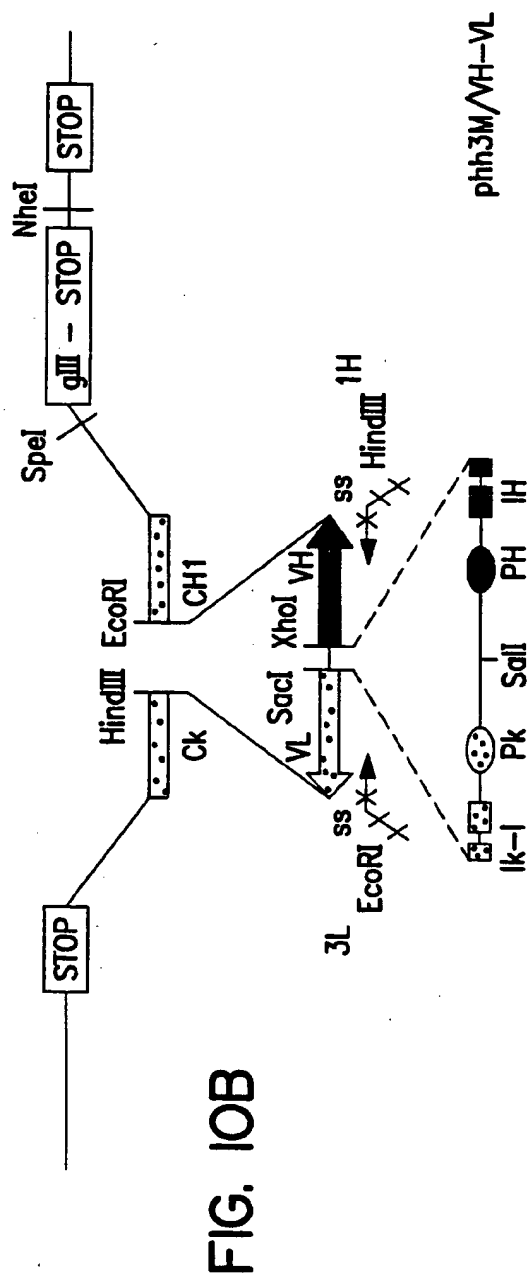 FIG. 10B
STOP
SpeI
gIII – STOP
NheI
STOP
HindIII
EcoRI
Ck
CH1
SacI
XhoI
VL
VH
3L
ss
EcoRI
ss
1H
HindIII
Ik–I
Pk
SalI
PH
IH
phh3M/VH–VL